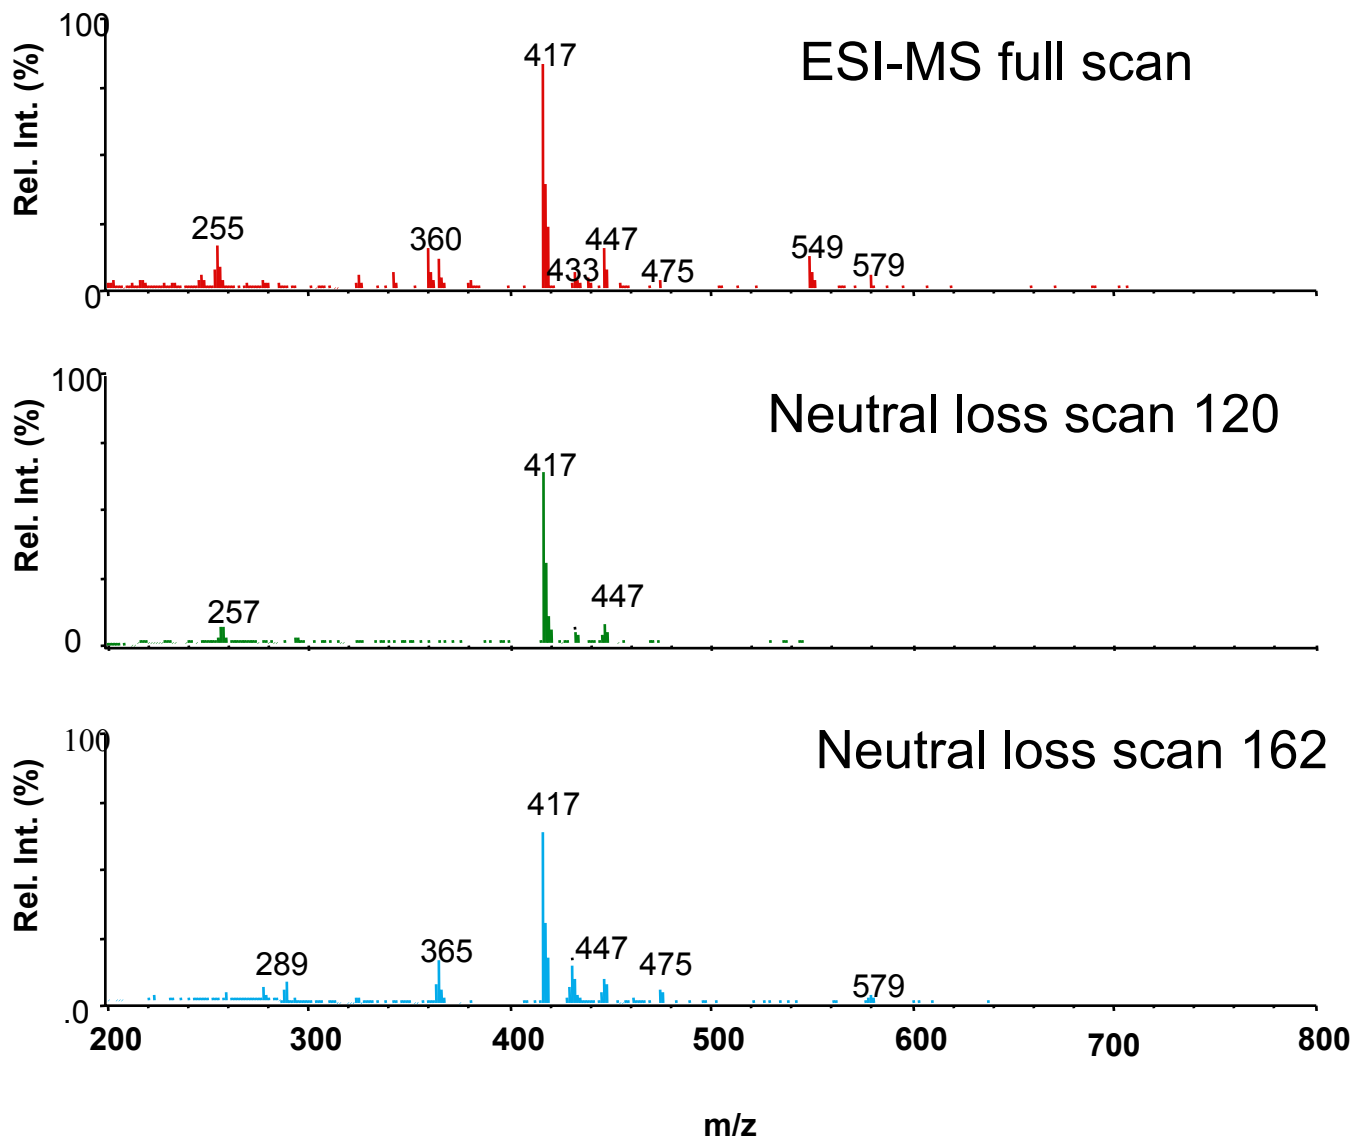 100
417
ESI-MS full scan
Rel. Int. (%)
255
360
447
433
475
549
579
0
100
Neutral loss scan 120
417
Rel. Int. (%)
257
447
0
100
Neutral loss scan 162
417
Rel. Int. (%)
289
365
447
475
579
.0
200 300 400 500 600 700 800
m/z